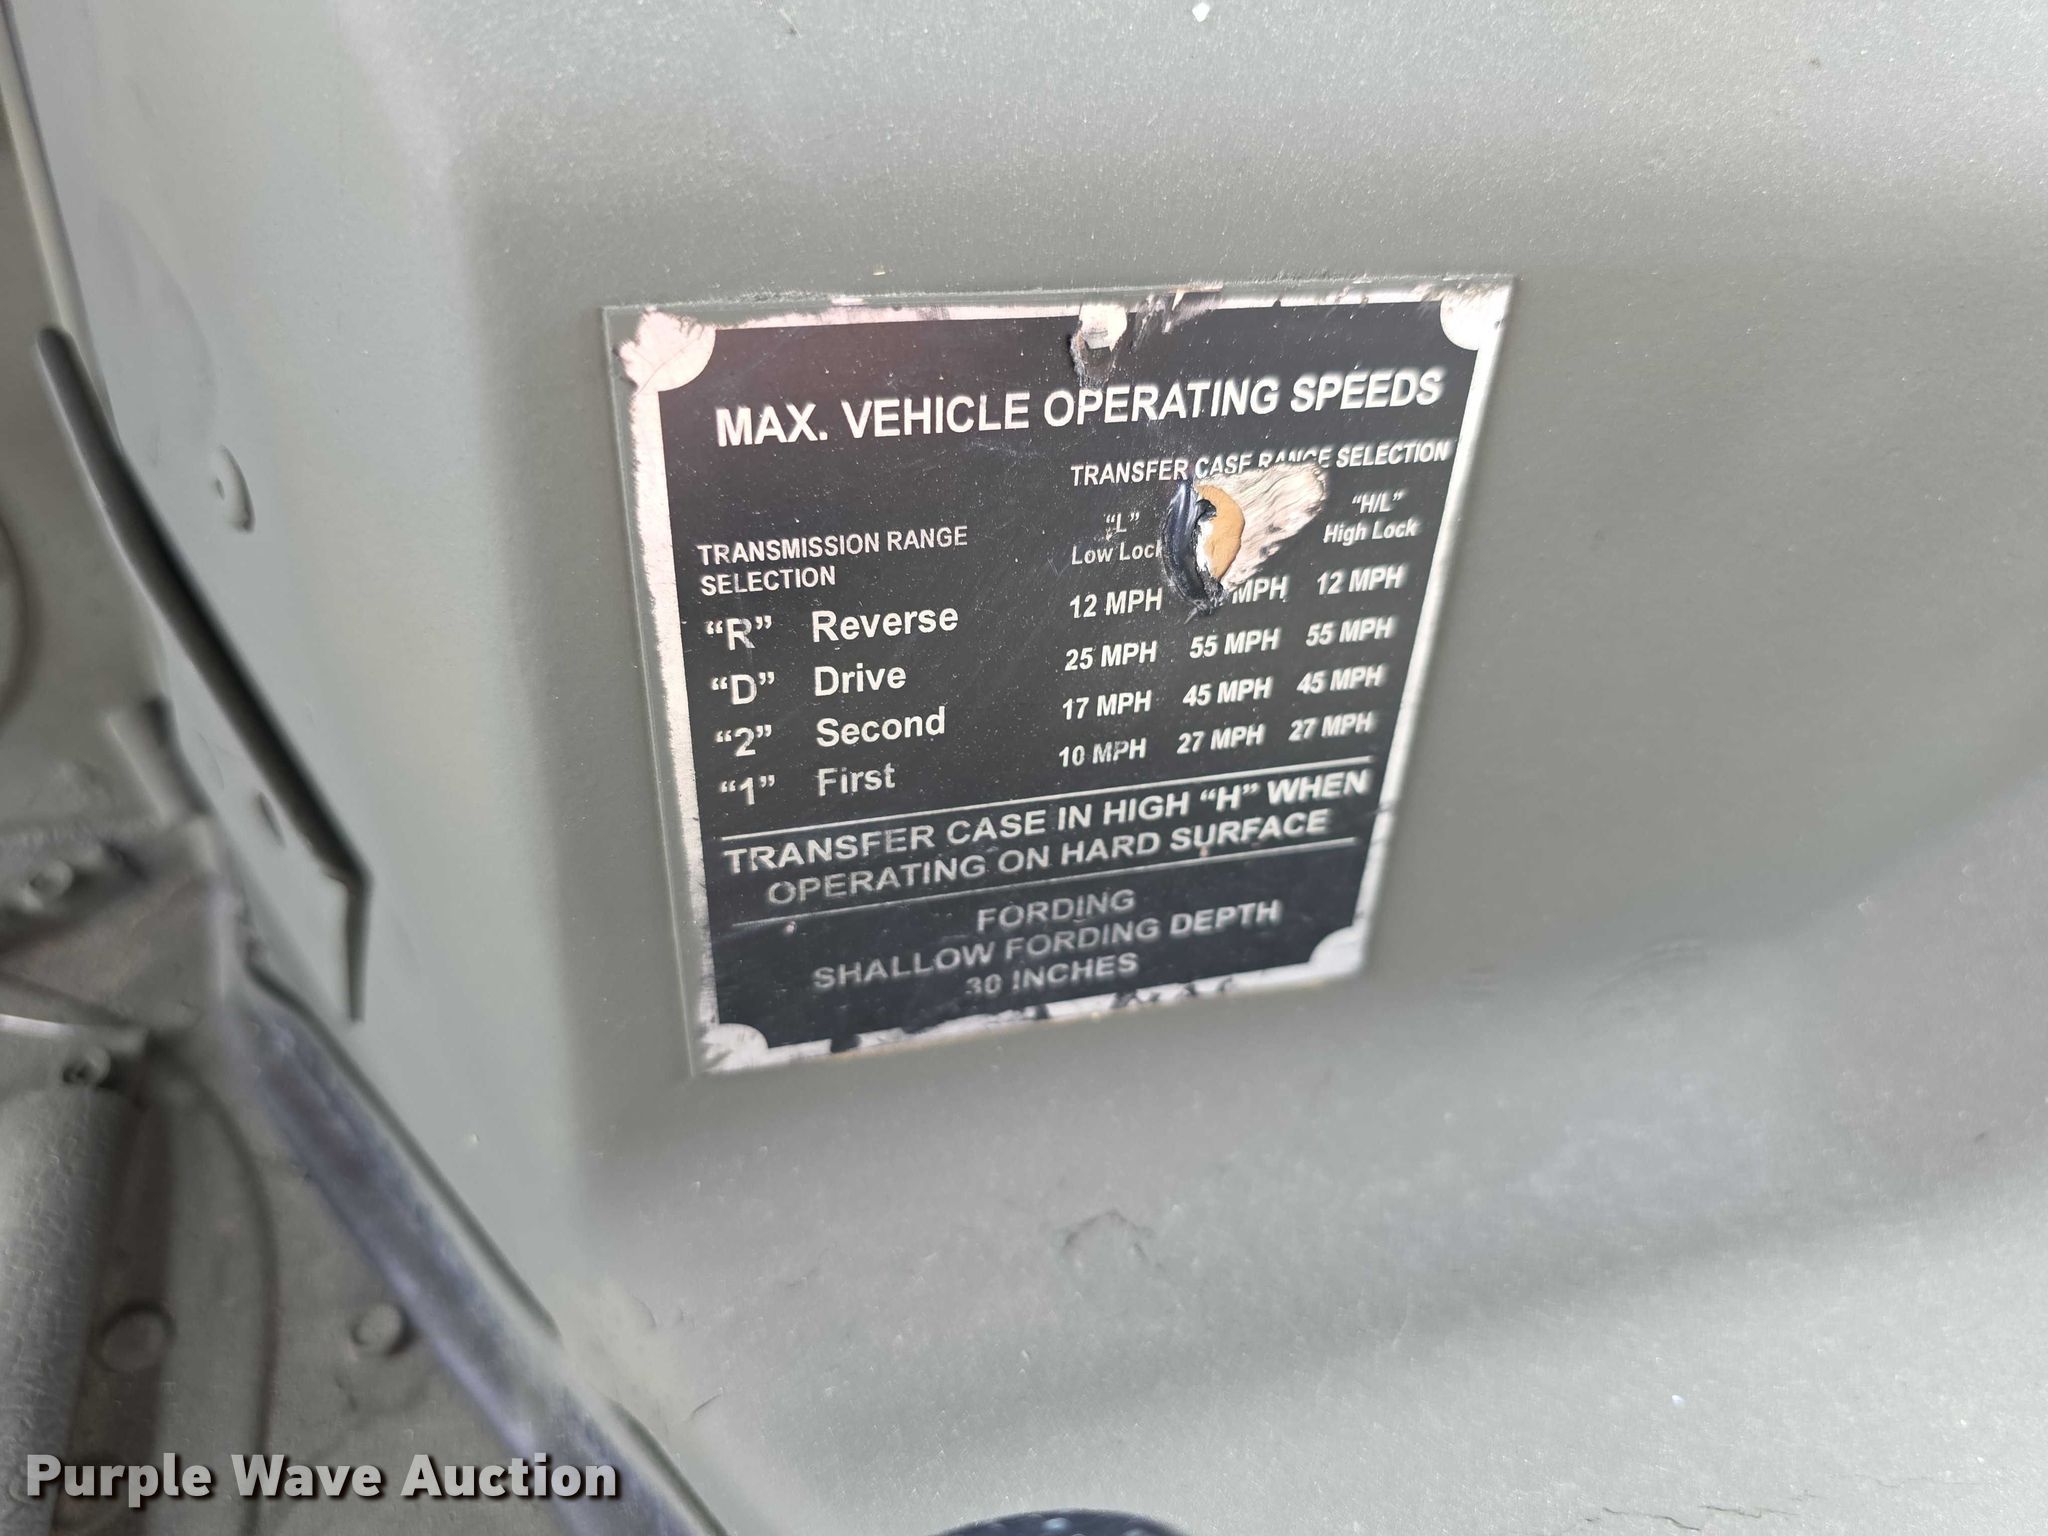 MAX. VEHICLE OPERATING SPEEDS
TRANSFER CASE RANGE SELECTION
TRANSMISSION RANGE SELECTION
"L" Low Lock
"H/L" High Lock
"R" Reverse 12 MPH MPH 12 MPH
"D" Drive 25 MPH 55 MPH 55 MPH
"2" Second 17 MPH 45 MPH 45 MPH
"1" First 10 MPH 27 MPH 27 MPH
TRANSFER CASE IN HIGH "H" WHEN
OPERATING ON HARD SURFACE
FORDING
SHALLOW FORDING DEPTH
30 INCHES
Purple Wave Auction